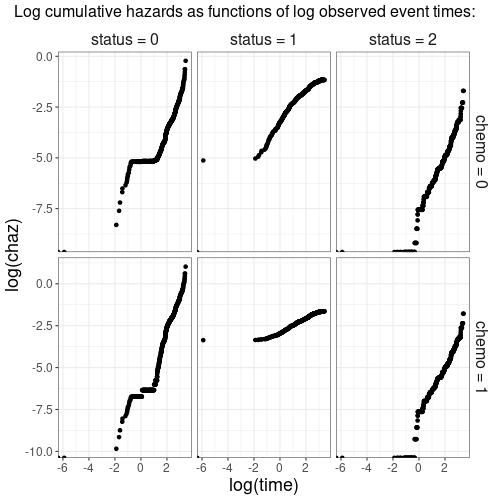 Log cumulative hazards as functions of log observed event times:
status = 0 status = 1 status = 2
0.0
-2.5
-5.0
-7.5
chemo = 0
log(chaz)
0.0
-2.5
-5.0
-7.5
-10.0
chemo = 1
-6 -4 -2 0 2 -6 -4 -2 0 2 -6 -4 -2 0 2
log(time)